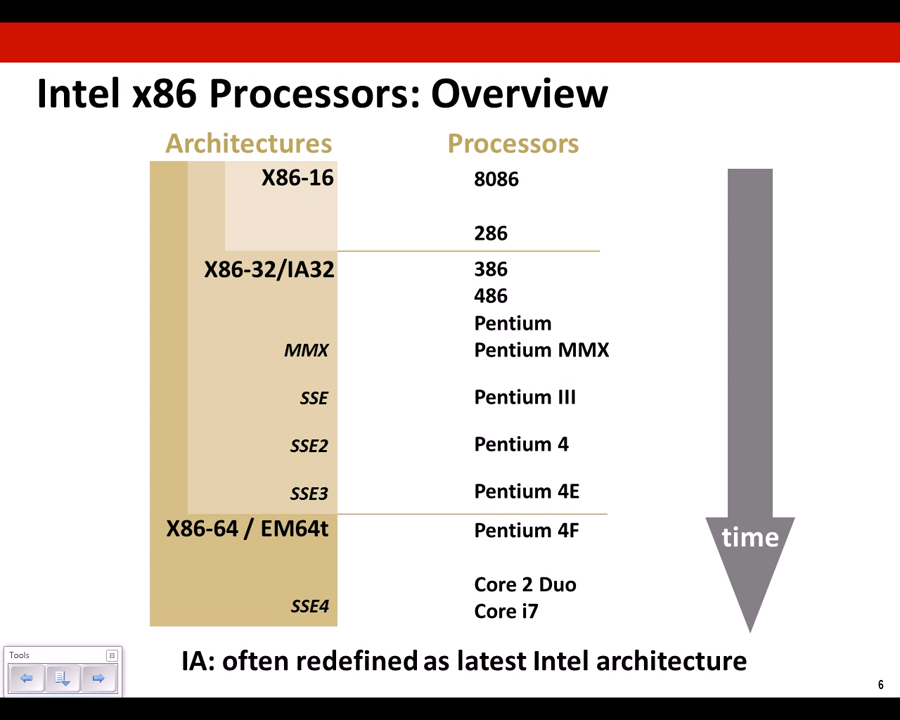 Intel x86 Processors: Overview
Architectures Processors
X86-16 8086
286
X86-32/IA32 386
486
Pentium
MMX Pentium MMX
SSE Pentium III
SSE2 Pentium 4
SSE3 Pentium 4E
X86-64 / EM64t Pentium 4F
time
Core 2 Duo
SSE4 Core i7
IA: often redefined as latest Intel architecture
Tools
6